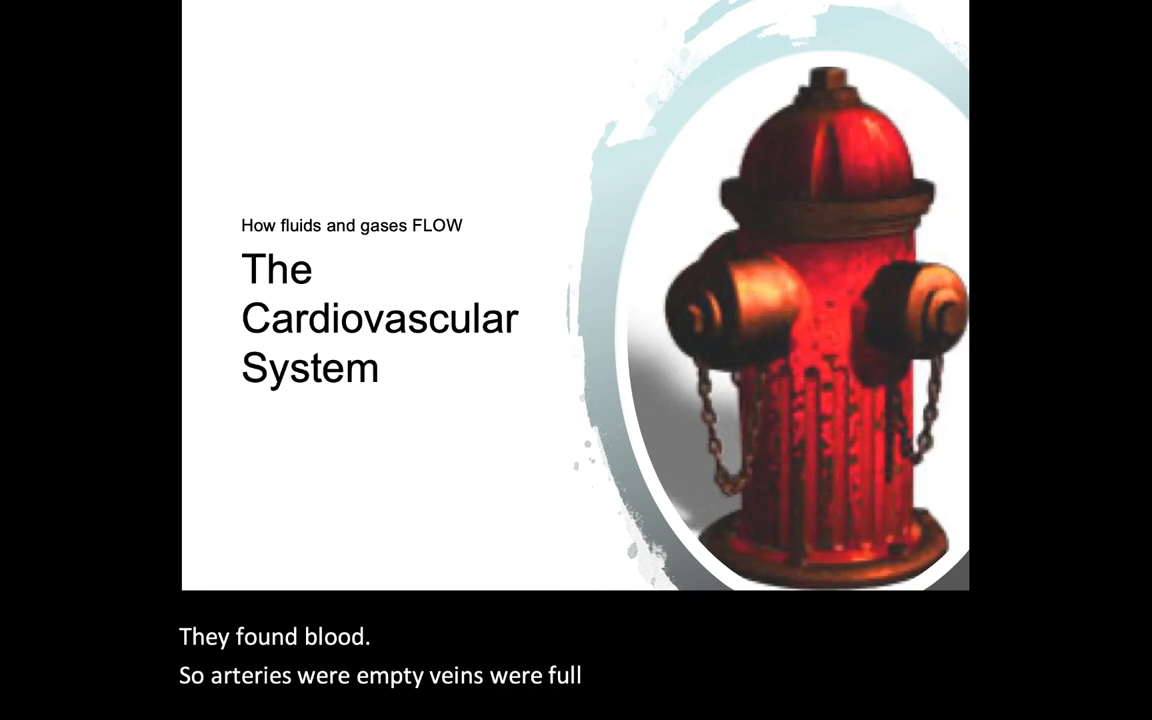 How fluids and gases FLOW
The
Cardiovascular
System
They found blood.
So arteries were empty veins were full